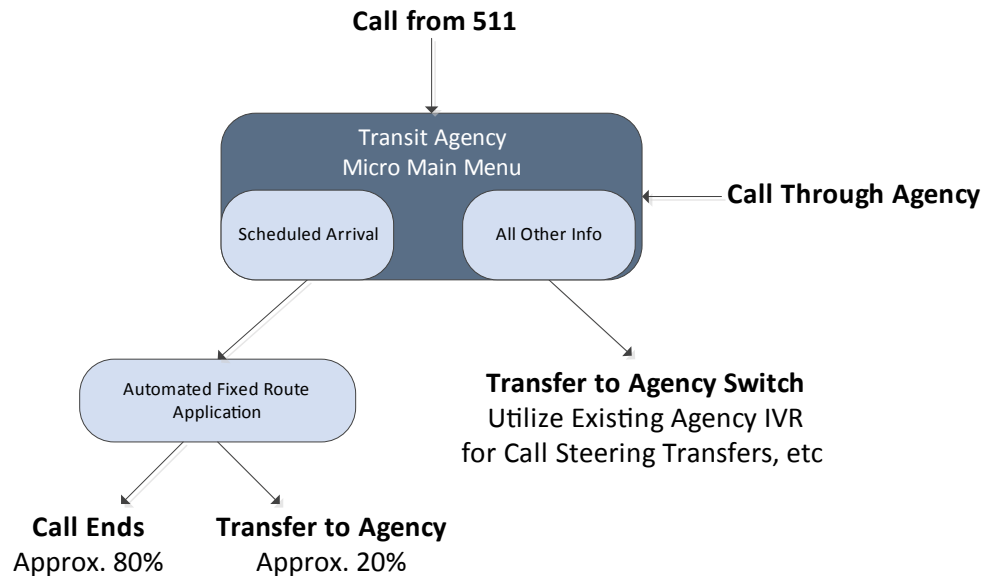 Call from 511
Transit Agency
Micro Main Menu
Call Through Agency
Scheduled Arrival
All Other Info
Automated Fixed Route
Application
Transfer to Agency Switch
Utilize Existing Agency IVR
for Call Steering Transfers, etc
Call Ends
Approx. 80%
Transfer to Agency
Approx. 20%